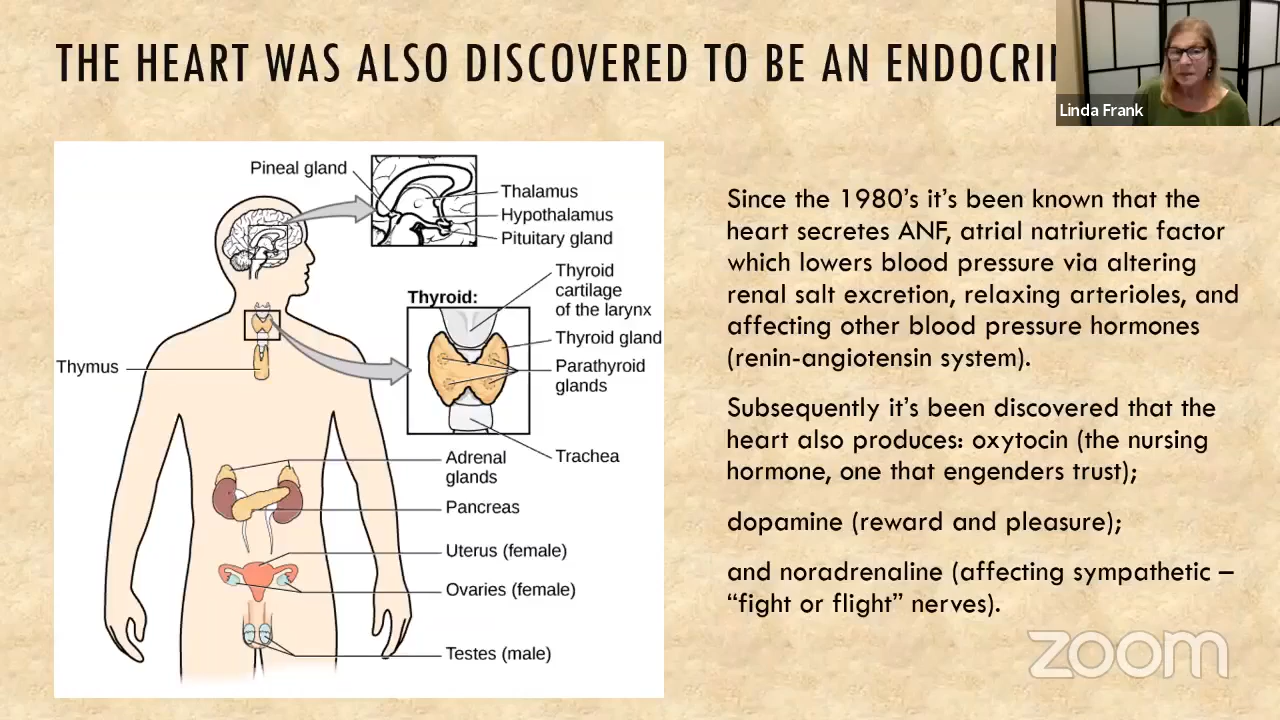 THE HEART WAS ALSO DISCOVERED TO BE AN
Linda Frank
Pineal gland
Thalamus
Hypothalamus
Pituitary gland
Thyroid:
Thyroid
cartilage
of the larynx
Thyroid gland
Parathyroid
glands
Trachea
Thymus
Adrenal
glands
Pancreas
Uterus (female)
Ovaries (female)
Testes (male)
Since the 1980’s it’s been known that the
heart secretes ANF, atrial natriuretic factor
which lowers blood pressure via altering
renal salt excretion, relaxing arterioles, and
affecting other blood pressure hormones
(renin-angiotensin system).
Subsequently it’s been discovered that the
heart also produces: oxytocin (the nursing
hormone, one that engenders trust);
dopamine (reward and pleasure);
and noradrenaline (affecting sympathetic –
“fight or flight” nerves).
zoom